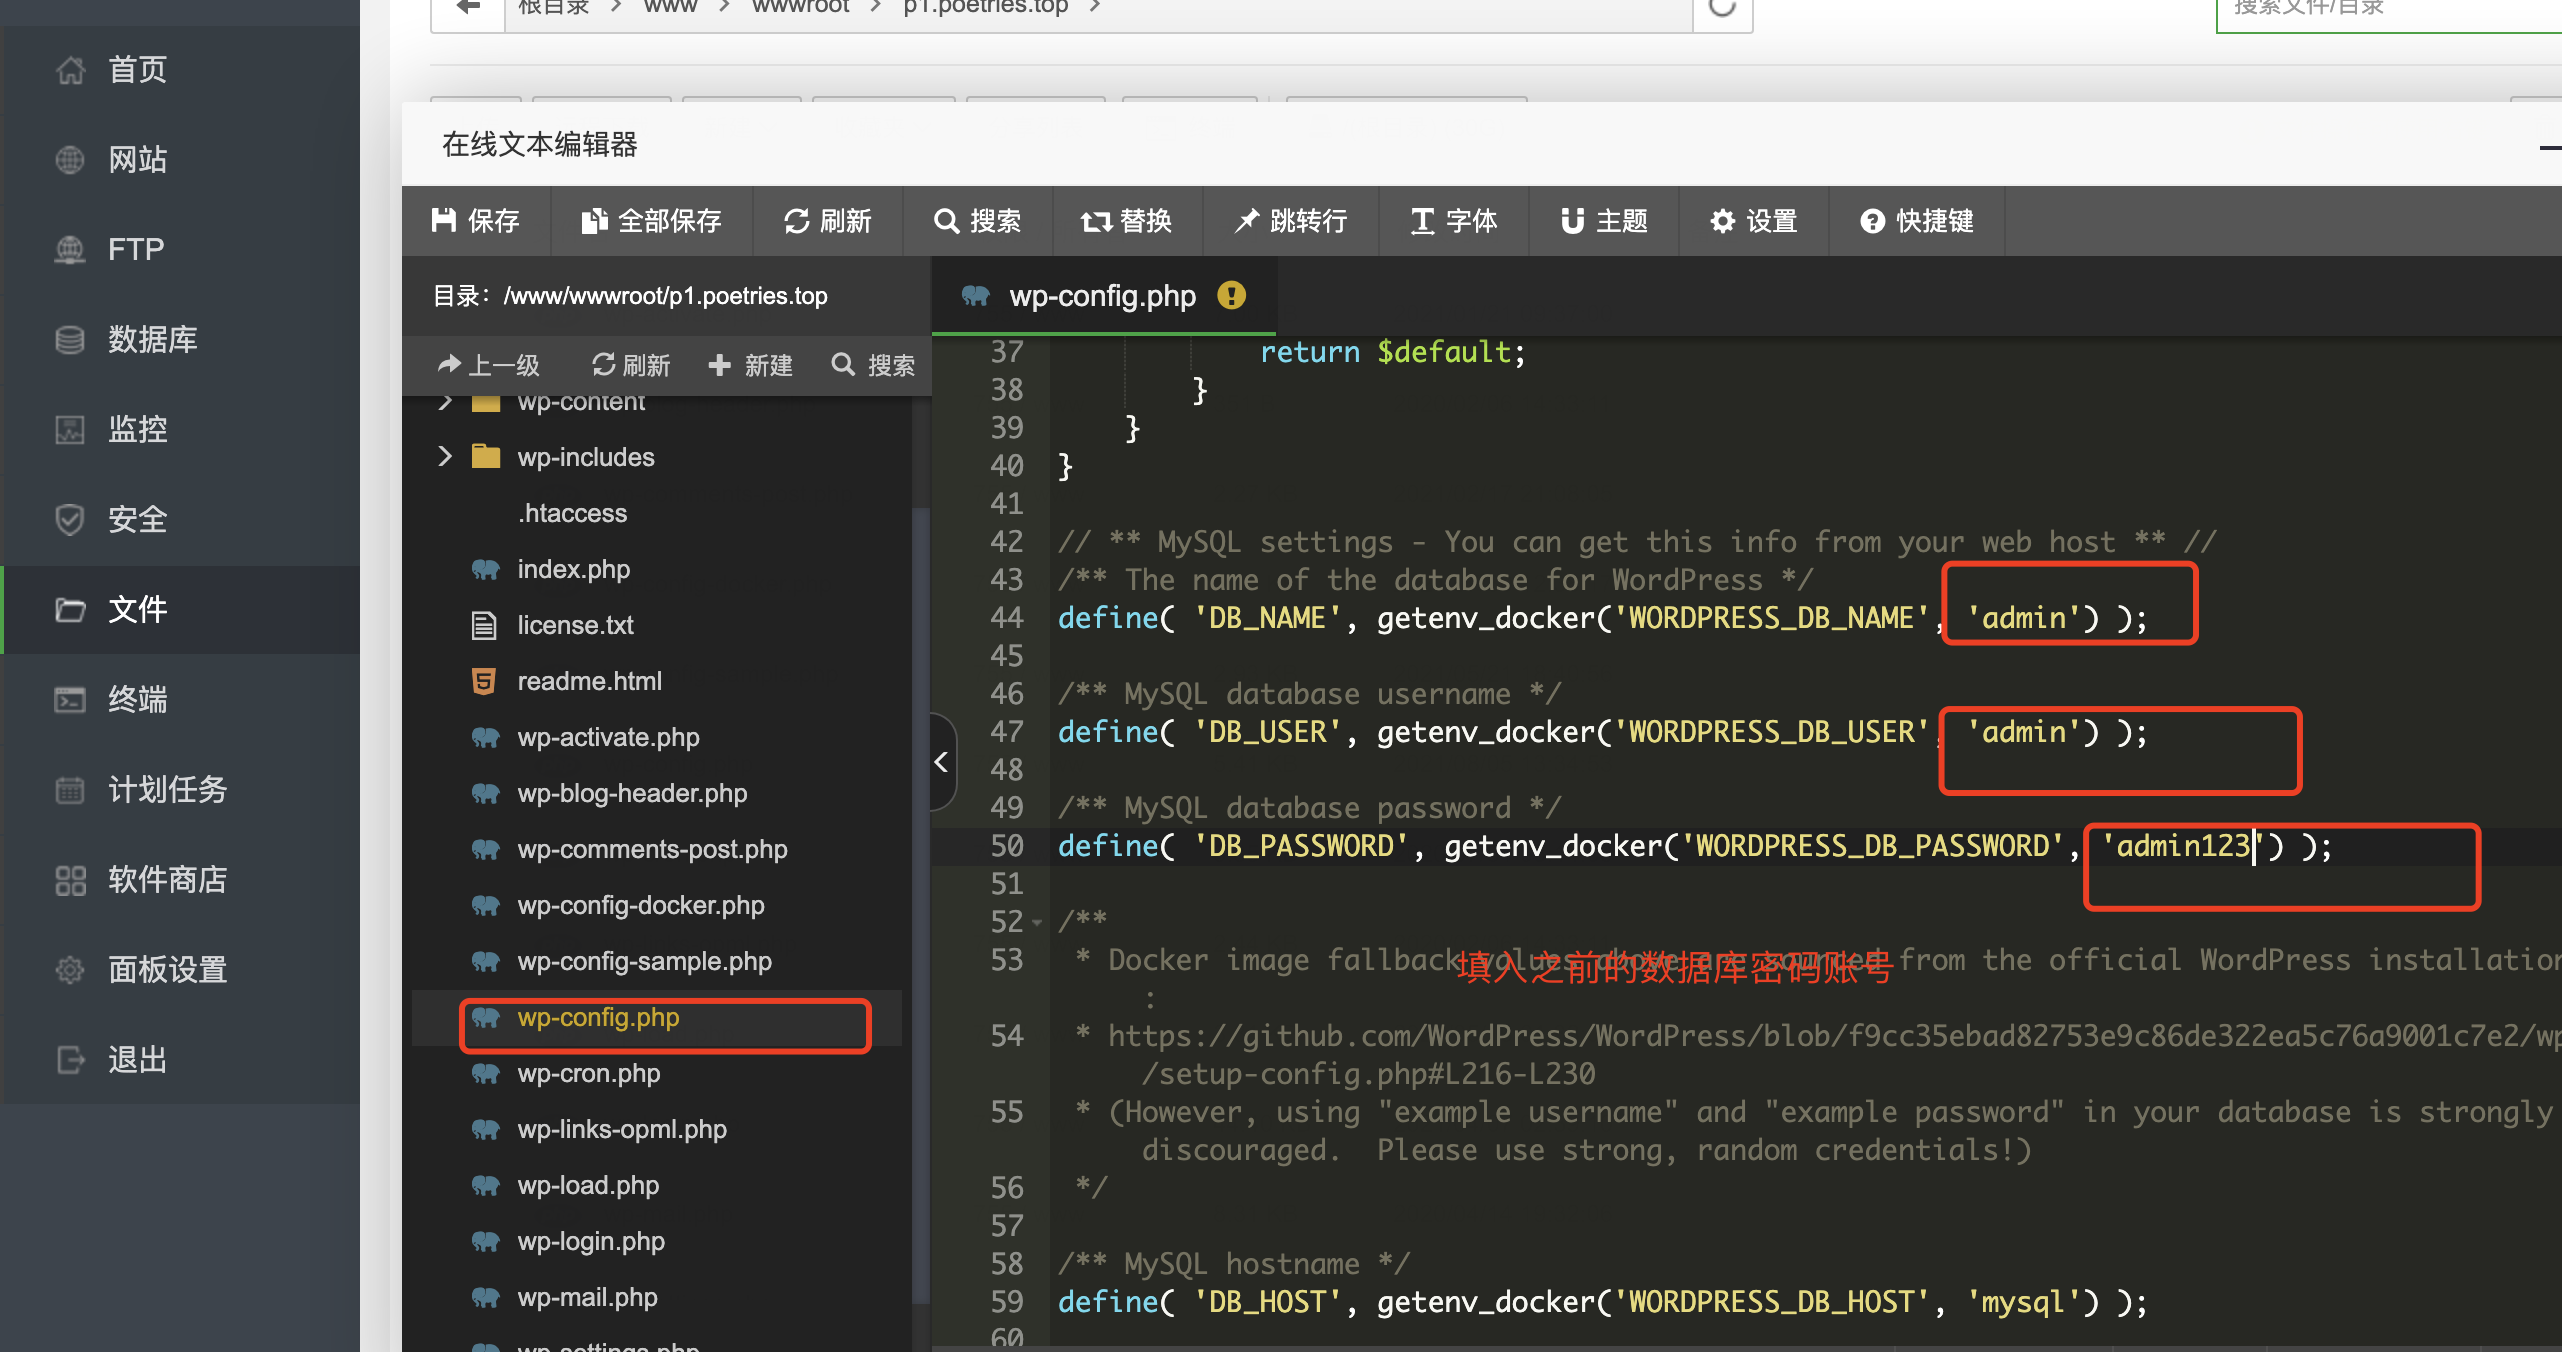 根目录 > www > wwwroot > p1.poetries.top >
搜索文件/目录
首页
网站
FTP
数据库
监控
安全
文件
终端
计划任务
软件商店
面板设置
退出
在线文本编辑器
保存 全部保存 刷新 搜索 替换 跳转行 字体 主题 设置 快捷键
目录：/www/wwwroot/p1.poetries.top
上一级 刷新 新建 搜索
wp-content
wp-includes
.htaccess
index.php
license.txt
readme.html
wp-activate.php
wp-blog-header.php
wp-comments-post.php
wp-config-docker.php
wp-config-sample.php
wp-config.php
wp-cron.php
wp-links-opml.php
wp-load.php
wp-login.php
wp-mail.php
wp-settings.php
wp-config.php
37 return $default;
38 }
39 }
40 }
41
42 // ** MySQL settings - You can get this info from your web host ** //
43 /** The name of the database for WordPress */
44 define( 'DB_NAME', getenv_docker('WORDPRESS_DB_NAME', 'admin') );
45
46 /** MySQL database username */
47 define( 'DB_USER', getenv_docker('WORDPRESS_DB_USER', 'admin') );
48
49 /** MySQL database password */
50 define( 'DB_PASSWORD', getenv_docker('WORDPRESS_DB_PASSWORD', 'admin123') );
51
52 /**
53 * Docker image fallback values from the official WordPress installation
:
填入之前的数据库密码账号
54 * https://github.com/WordPress/WordPress/blob/f9cc35ebad82753e9c86de322ea5c76a9001c7e2/wp
/setup-config.php#L216-L230
55 * (However, using "example username" and "example password" in your database is strongly
discouraged.  Please use strong, random credentials!)
56 */
57
58 /** MySQL hostname */
59 define( 'DB_HOST', getenv_docker('WORDPRESS_DB_HOST', 'mysql') );
60